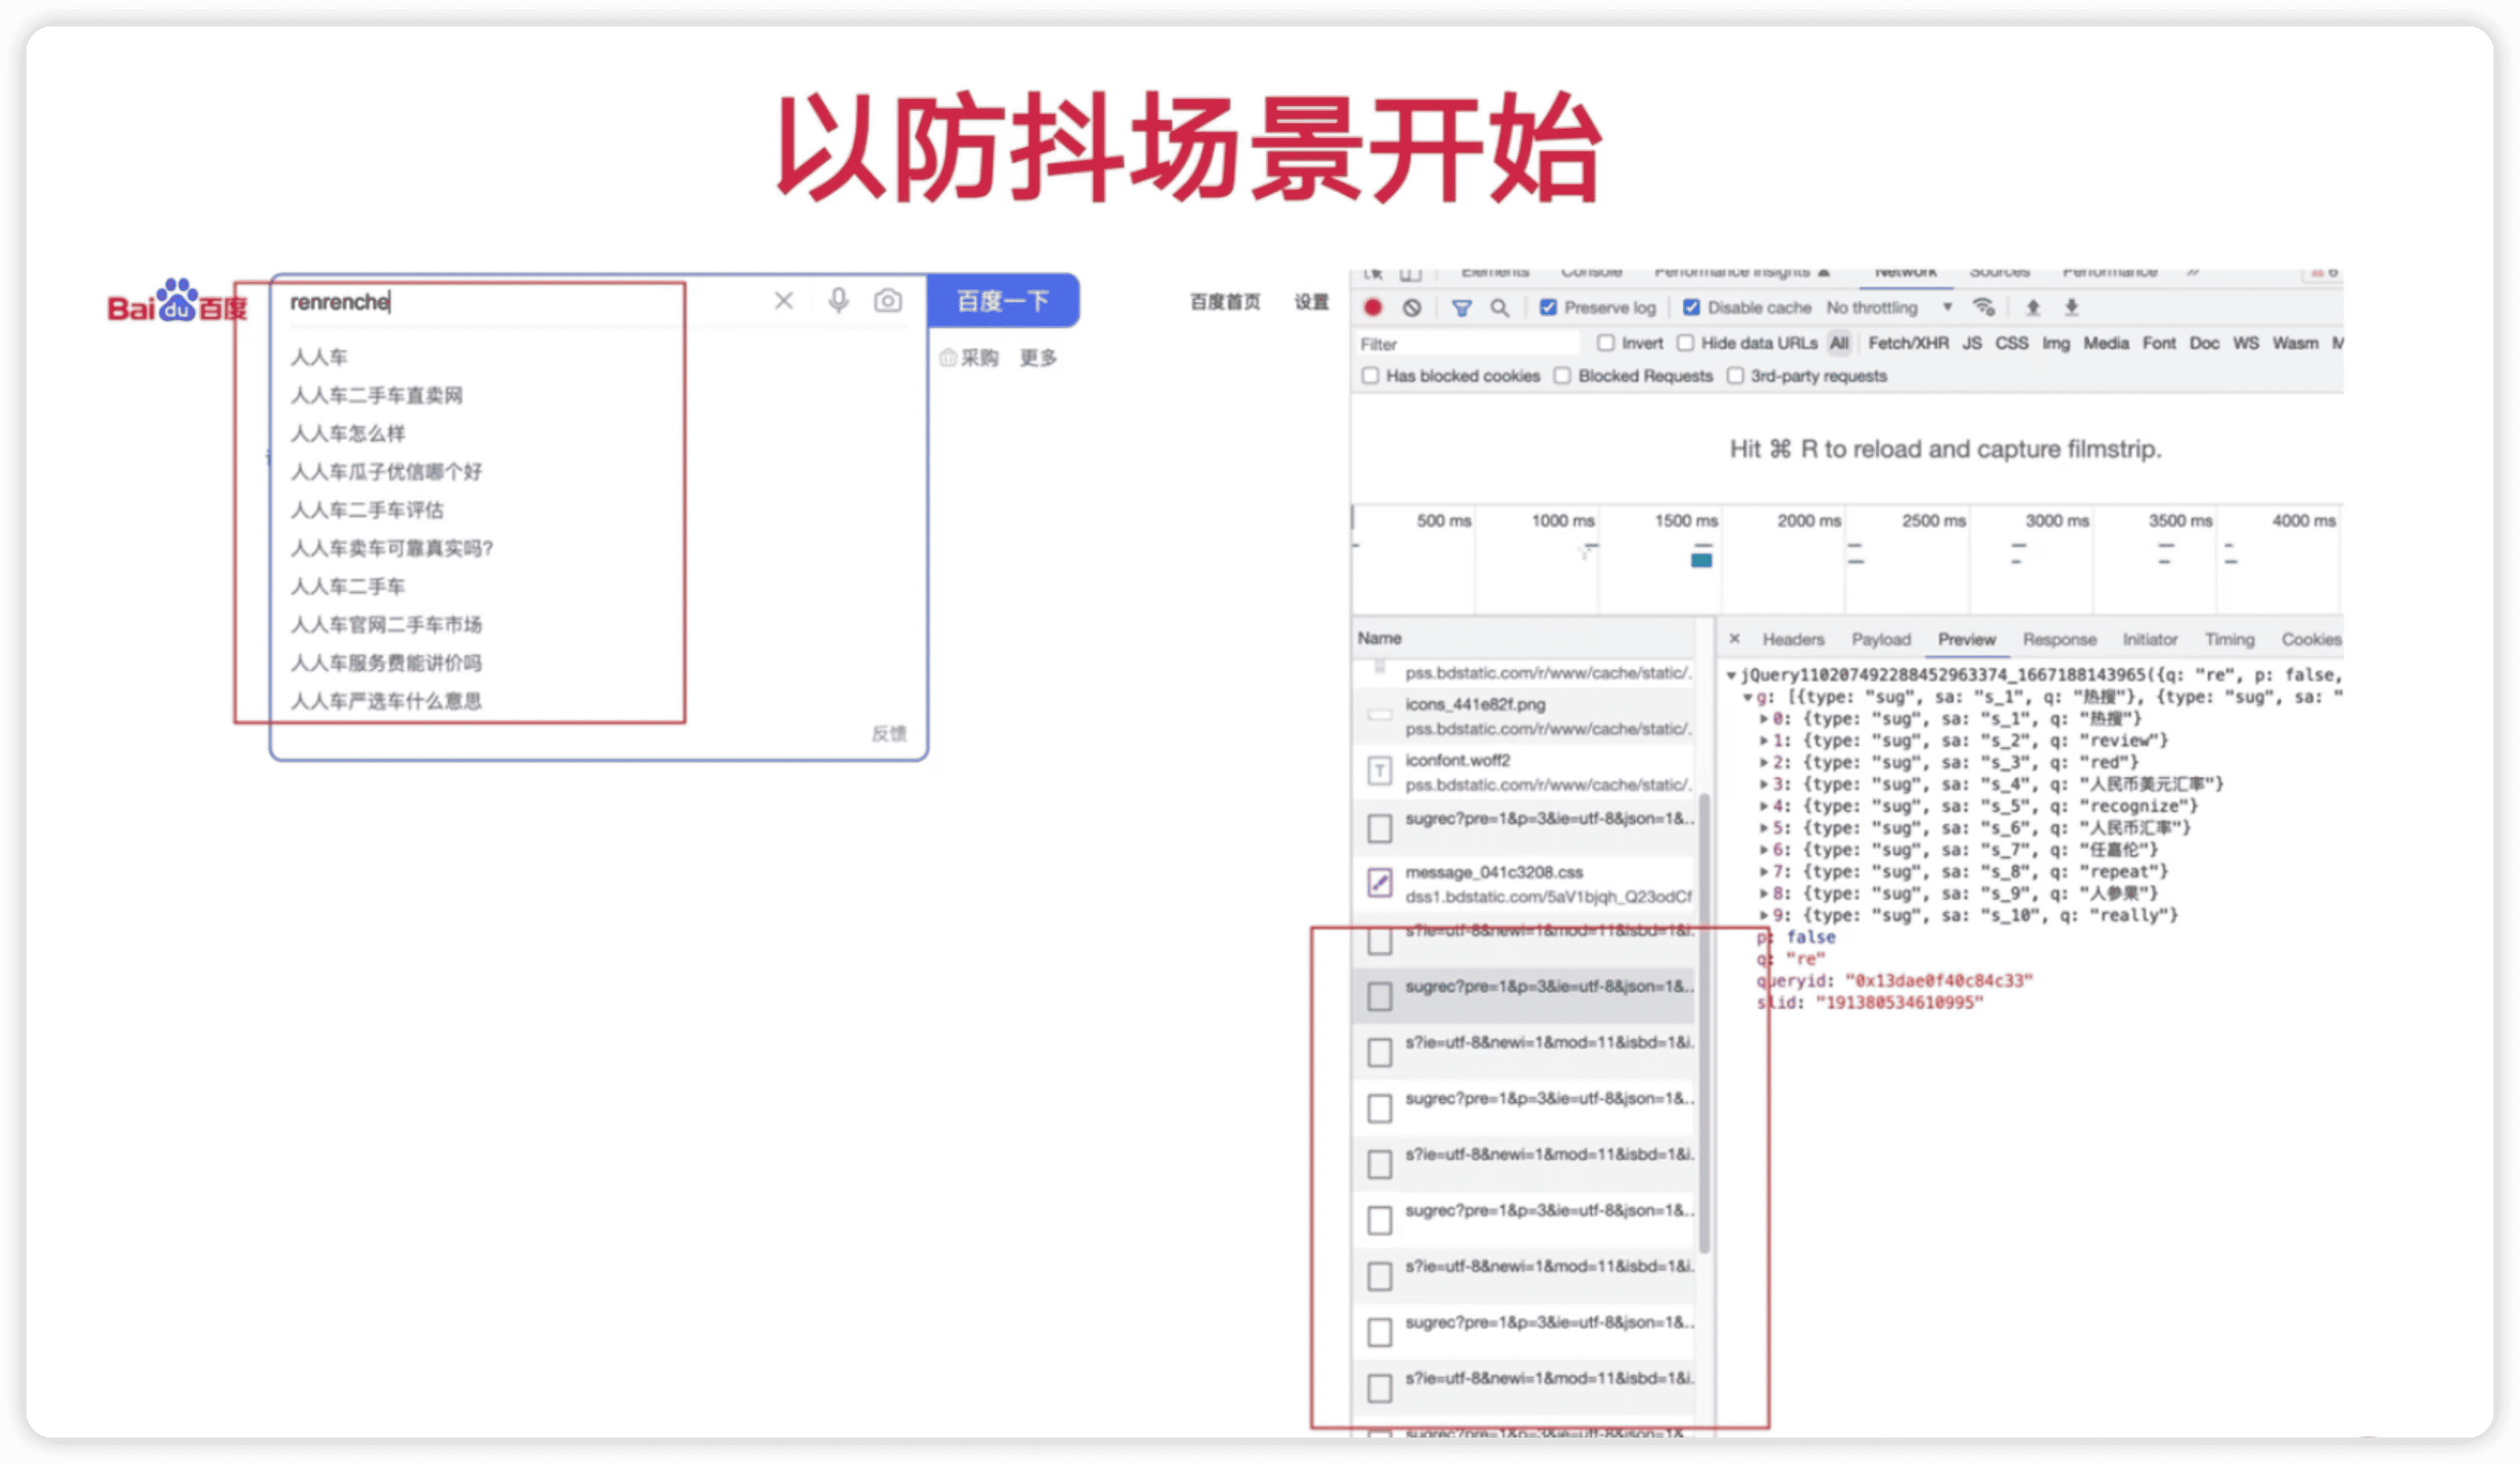 以防抖场景开始
Bai du 百度
renrenche
百度一下
百度首页 设置
采购 更多
人人车
人人车二手车直卖网
人人车怎么样
人人车瓜子优信哪个好
人人车二手车评估
人人车卖车可靠真实吗?
人人车二手车
人人车官网二手车市场
人人车服务费能讲价吗
人人车严选车什么意思
反馈
Elements Console Performance insights Network Sources Performance » 6
Preserve log Disable cache No throttling
Filter Invert Hide data URLs All Fetch/XHR JS CSS Img Media Font Doc WS Wasm
Has blocked cookies Blocked Requests 3rd-party requests
Hit ⌘ R to reload and capture filmstrip.
500 ms 1000 ms 1500 ms 2000 ms 2500 ms 3000 ms 3500 ms 4000 ms
Name
pss.bdstatic.com/r/www/cache/static/.
icons_441e82f.png
pss.bdstatic.com/r/www/cache/static/.
iconfont.woff2
pss.bdstatic.com/r/www/cache/static/.
sugrec?pre=1&p=3&ie=utf-8&json=1&..
message_041c3208.css
dss1.bdstatic.com/5aV1bjqh_Q23odCf
s?ie=utf-8&newi=1&mod=11&isbd=1&i.
sugrec?pre=1&p=3&ie=utf-8&json=1&..
s?ie=utf-8&newi=1&mod=11&isbd=1&i.
sugrec?pre=1&p=3&ie=utf-8&json=1&..
s?ie=utf-8&newi=1&mod=11&isbd=1&i.
sugrec?pre=1&p=3&ie=utf-8&json=1&..
s?ie=utf-8&newi=1&mod=11&isbd=1&i.
sugrec?pre=1&p=3&ie=utf-8&json=1&..
s?ie=utf-8&newi=1&mod=11&isbd=1&i.
sugrec?pre=1&p=3&ie=utf-8&json=1&..
× Headers Payload Preview Response Initiator Timing Cookies
jQuery110207492288452963374_1667188143965({q: "re", p: false,
g: [{type: "sug", sa: "s_1", q: "热搜"}, {type: "sug", sa: "
0: {type: "sug", sa: "s_1", q: "热搜"}
1: {type: "sug", sa: "s_2", q: "review"}
2: {type: "sug", sa: "s_3", q: "red"}
3: {type: "sug", sa: "s_4", q: "人民币美元汇率"}
4: {type: "sug", sa: "s_5", q: "recognize"}
5: {type: "sug", sa: "s_6", q: "人民币汇率"}
6: {type: "sug", sa: "s_7", q: "任嘉伦"}
7: {type: "sug", sa: "s_8", q: "repeat"}
8: {type: "sug", sa: "s_9", q: "人参果"}
9: {type: "sug", sa: "s_10", q: "really"}
p: false
q: "re"
queryid: "0x13dae0f40c84c33"
slid: "191380534610995"